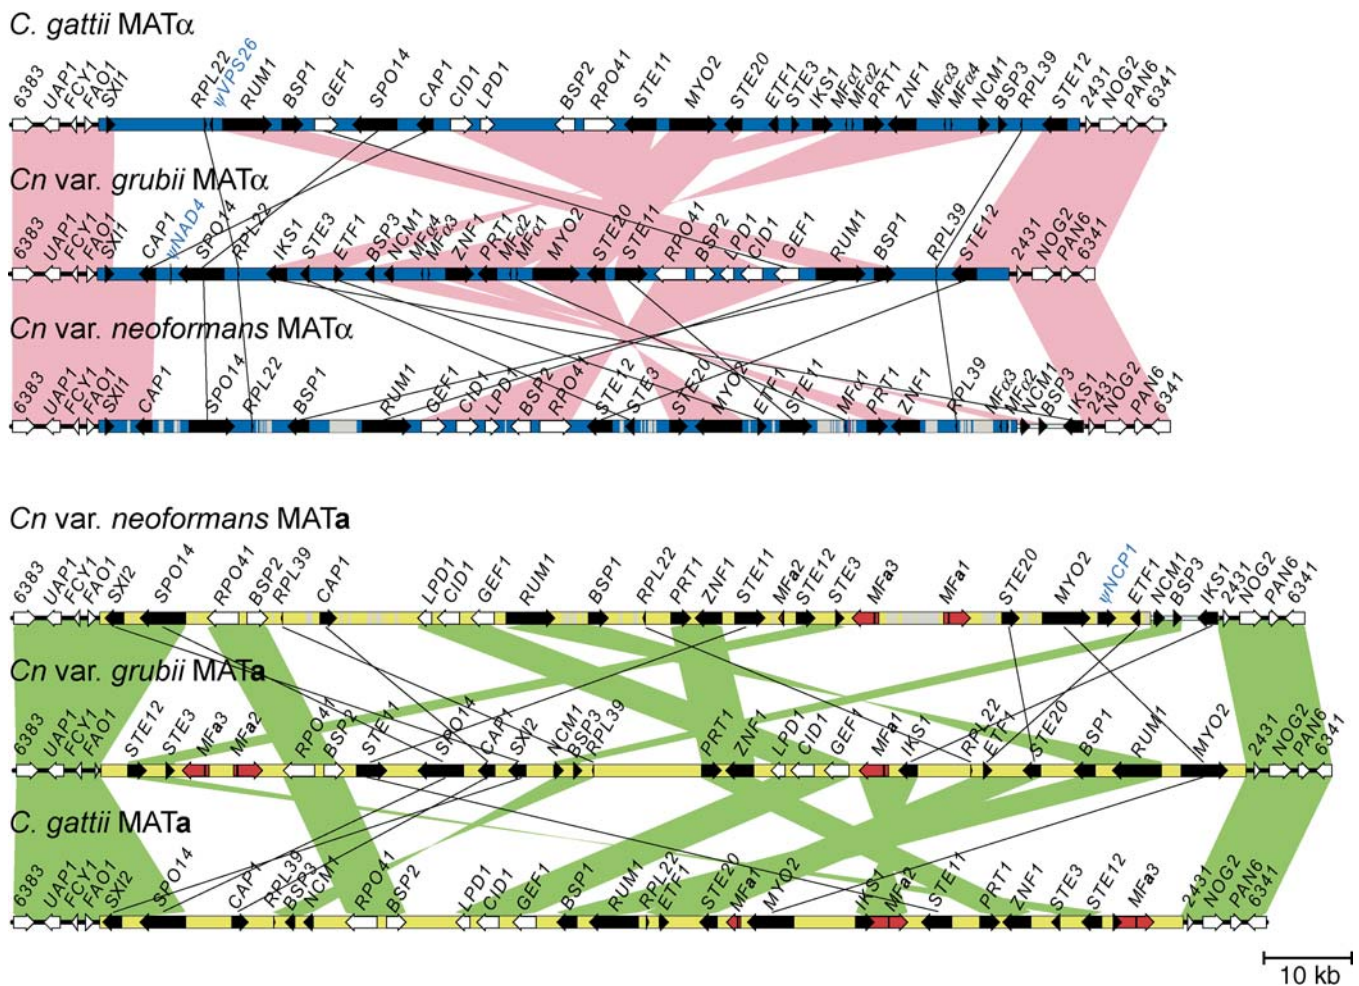 C. gattii MATα
6383 UAP1 FCY1 FAO1 SXI1 RPL22 ψVPS26 RUM1 BSP1 GEF1 SPO14 CAP1 CID1 LPD1 BSP2 RPO41 STE11 MYO2 STE20 ETF1 STE3 IKS1 MFα1 MFα2 PRT1 ZNF1 MFα3 MFα4 NCM1 BSP3 RPL39 STE12 2431 NOG2 PAN6 6341
Cn var. grubii MATα
6383 UAP1 FCY1 FAO1 SXI1 CAP1 ψNAD4 SPO14 RPL22 IKS1 STE3 ETF1 BSP3 NCM1 MFα4 MFα3 ZNF1 PRT1 MFα2 MFα1 MYO2 STE20 STE11 RPO41 BSP2 LPD1 CID1 GEF1 RUM1 BSP1 RPL39 STE12 2431 NOG2 PAN6 6341
Cn var. neoformans MATα
6383 UAP1 FCY1 FAO1 SXI1 CAP1 SPO14 RPL22 BSP1 RUM1 GEF1 CID1 LPD1 BSP2 RPO41 STE12 STE3 STE20 MYO2 ETF1 STE11 MFα1 PRT1 ZNF1 RPL39 MFα3 MFα2 NCM1 BSP3 IKS1 2431 NOG2 PAN6 6341
Cn var. neoformans MATa
6383 UAP1 FCY1 FAO1 SXI2 SPO14 RPO41 BSP2 RPL39 CAP1 LPD1 CID1 GEF1 RUM1 BSP1 RPL22 PRT1 ZNF1 STE11 MFa2 STE12 STE3 MFa3 MFa1 STE20 MYO2 ψNCP1 ETF1 NCM1 BSP3 IKS1 2431 NOG2 PAN6 6341
Cn var. grubii MATa
6383 UAP1 FCY1 FAO1 STE12 STE3 MFa3 MFa2 RPO41 BSP2 STE11 SPO14 CAP1 SXI2 NCM1 BSP3 RPL39 PRT1 ZNF1 LPD1 CID1 GEF1 MFa1 IKS1 RPL22 ETF1 STE20 BSP1 RUM1 MYO2 2431 NOG2 PAN6 6341
C. gattii MATa
6383 UAP1 FCY1 FAO1 SXI2 SPO14 CAP1 RPL39 BSP3 NCM1 RPO41 BSP2 LPD1 CID1 GEF1 BSP1 RUM1 RPL22 ETF1 STE20 MFa1 MYO2 IKS1 MFa2 STE11 PRT1 ZNF1 STE3 STE12 MFa3 2431 NOG2 PAN6 6341
10 kb